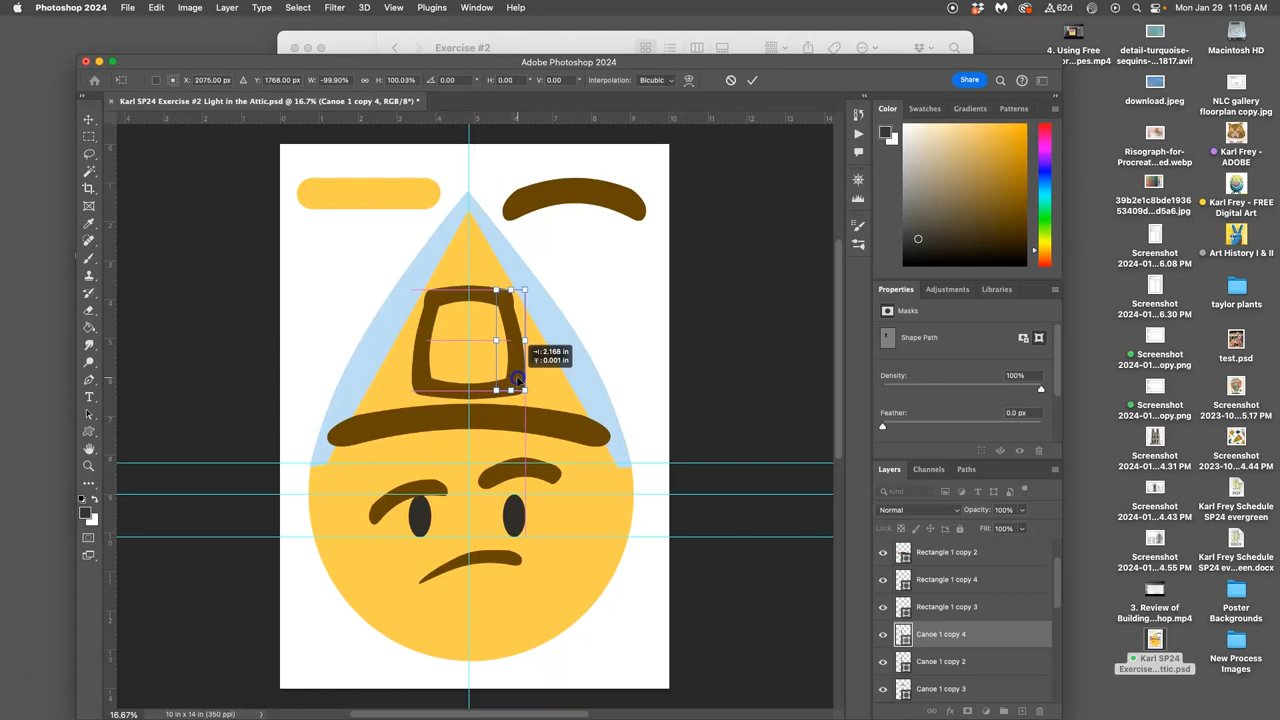 Photoshop 2024 File Edit Image Layer Type Select Filter 3D View Plugins Window Help
62d
Mon Jan 29 11:06 AM
Exercise #2
Adobe Photoshop 2024
X: 2075.00 px
Y: 1768.00 px
W: -99.90%
H: 100.03%
0.00
H: 0.00
V: 0.00
Interpolation: Bicubic
Share
Karl SP24 Exercise #2 Light in the Attic.psd @ 16.7% (Canoe 1 copy 4, RGB/8*) *
2.168 in
0.001 in
Color Swatches Gradients Patterns
Properties Adjustments Libraries
Masks
Shape Path
Density: 100%
Feather: 0.0 px
Layers Channels Paths
Kind
Normal
Opacity: 100%
Lock:
Fill: 100%
Rectangle 1 copy 2
Rectangle 1 copy 4
Rectangle 1 copy 3
Canoe 1 copy 4
Canoe 1 copy 2
Canoe 1 copy 3
16.67%
10 in x 14 in (350 ppi)
4. Using Free
...pes.mp4
detail-turquoise-
sequins-...1817.avif
Macintosh HD
download.jpeg
NLC gallery
floorplan copy.jpg
Risograph-for-
Procreat...ed.webp
Karl Frey -
ADOBE
39b2e1c8bde1936
53409d...d5a6.jpg
Karl Frey - FREE
Digital Art
Screenshot
2024-01...6.08 PM
Art History I & II
Screenshot
2024-01...6.30 PM
taylor plants
Screenshot
2024-01...opy.png
test.psd
Screenshot
2024-01...opy.png
Screenshot
2023-10...5.17 PM
Screenshot
2024-01...4.31 PM
Screenshot
2023-10...4.44 PM
Screenshot
2024-01...4.43 PM
Karl Frey Schedule
SP24 evergreen
Screenshot
2024-01...4.55 PM
Karl Frey Schedule
SP24 ev...een.docx
3. Review of
Building...hop.mp4
Poster
Backgrounds
Karl SP24
Exercise...ttic.psd
New Process
Images